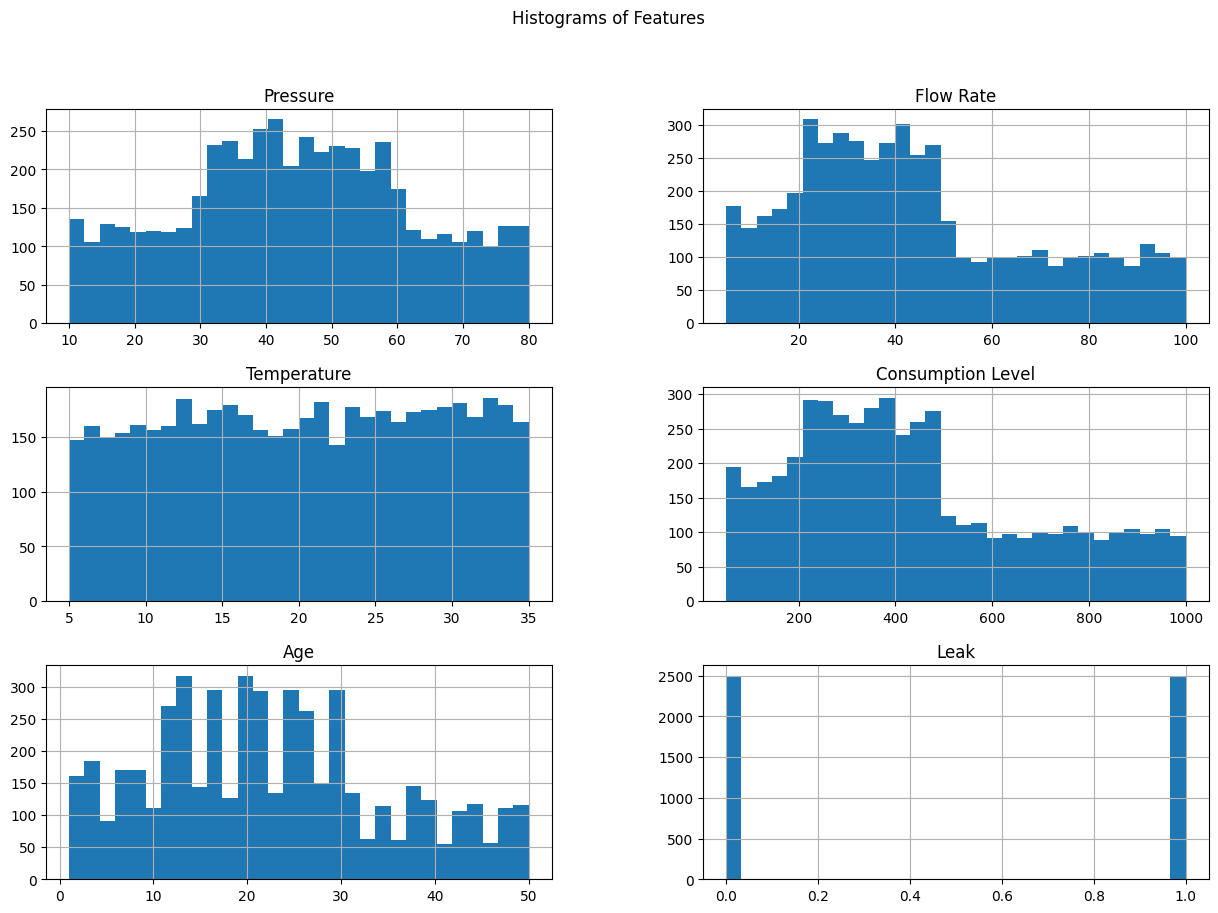 Histograms of Features
Pressure
250
200
150
100
50
0
10 20 30 40 50 60 70 80
Flow Rate
300
250
200
150
100
50
0
20 40 60 80 100
Temperature
150
100
50
0
5 10 15 20 25 30 35
Consumption Level
300
250
200
150
100
50
0
200 400 600 800 1000
Age
300
250
200
150
100
50
0
0 10 20 30 40 50
Leak
2500
2000
1500
1000
500
0
0.0 0.2 0.4 0.6 0.8 1.0